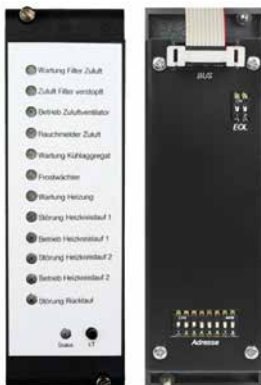 Wartung Filter Zuluft
Zuluft Filter verstopft
Betrieb Zuluftventilator
Rauchmelder Zuluft
Wartung Kühlaggregat
Frostwächter
Wartung Heizung
Störung Heizkreislauf 1
Betrieb Heizkreislauf 1
Störung Heizkreislauf 2
Betrieb Heizkreislauf 2
Störung Rücklauf
Status LT
BUS
EOL
Adresse